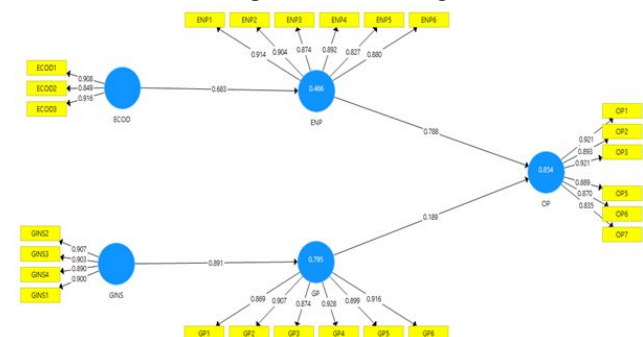 ENP1 ENP2 ENP3 ENP4 ENP5 ENP6
0.914 0.904 0.874 0.892 0.827 0.880
ECOD1
ECOD2
ECOD3
0.908
0.849
0.916
ECOD
0.683
0.466
ENP
0.788
OP1
OP2
OP3
OP5
OP6
OP7
0.921
0.893
0.921
0.889
0.870
0.835
0.854
OP
0.189
GINS2
GINS3
GINS4
GINS1
0.907
0.903
0.890
0.900
GINS
0.891
0.795
GP
0.869 0.907 0.874 0.928 0.899 0.916
GP1 GP2 GP3 GP4 GP5 GP6